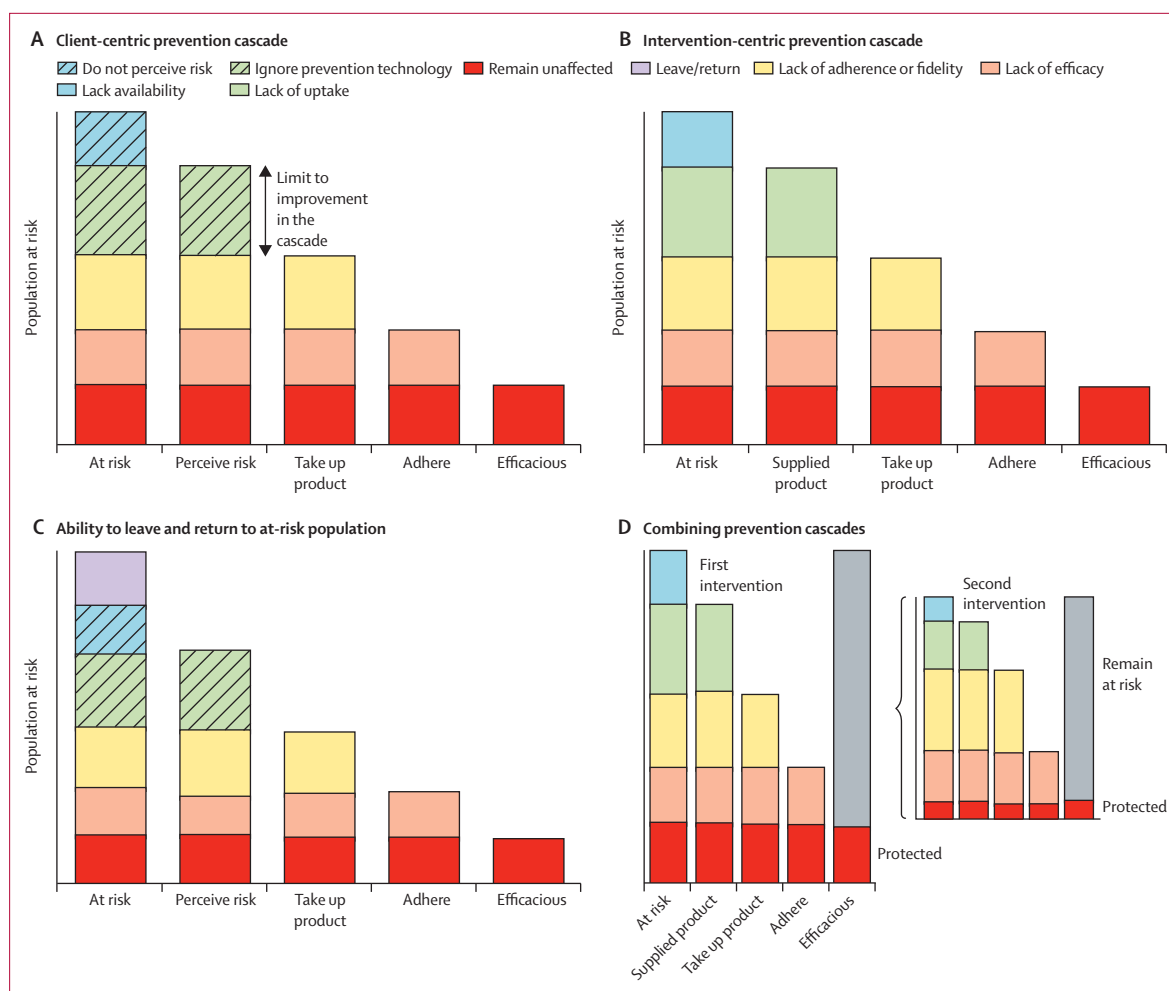 A Client-centric prevention cascade
B Intervention-centric prevention cascade
Do not perceive risk
Ignore prevention technology
Remain unaffected
Leave/return
Lack of adherence or fidelity
Lack of efficacy
Lack availability
Lack of uptake
Population at risk
Limit to
improvement
in the
cascade
At risk
Perceive risk
Take up
product
Adhere
Efficacious
Population at risk
At risk
Supplied
product
Take up
product
Adhere
Efficacious
C Ability to leave and return to at-risk population
Population at risk
At risk
Perceive risk
Take up
product
Adhere
Efficacious
D Combining prevention cascades
First
intervention
Second
intervention
Remain
at risk
Protected
Protected
At risk
Supplied product
Take up product
Adhere
Efficacious